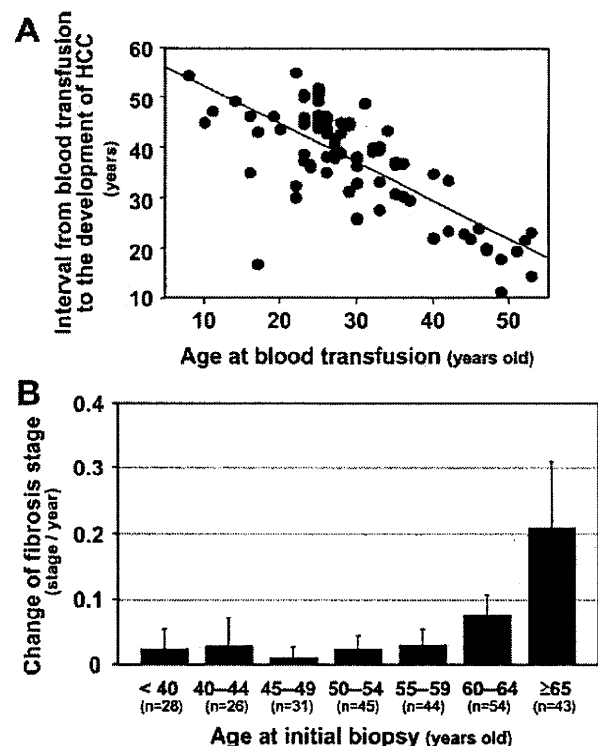 A
Interval from blood transfusion
to the development of HCC
(years)
60
50
40
30
20
10
10 20 30 40 50
Age at blood transfusion (years old)
B
Change of fibrosis stage
(stage / year)
0.4
0.3
0.2
0.1
0
< 40 40–44 45–49 50–54 55–59 60–64 ≥65
(n=28) (n=26) (n=31) (n=45) (n=44) (n=54) (n=43)
Age at initial biopsy (years old)